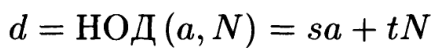 d = НОД (a, N) = sa + tN